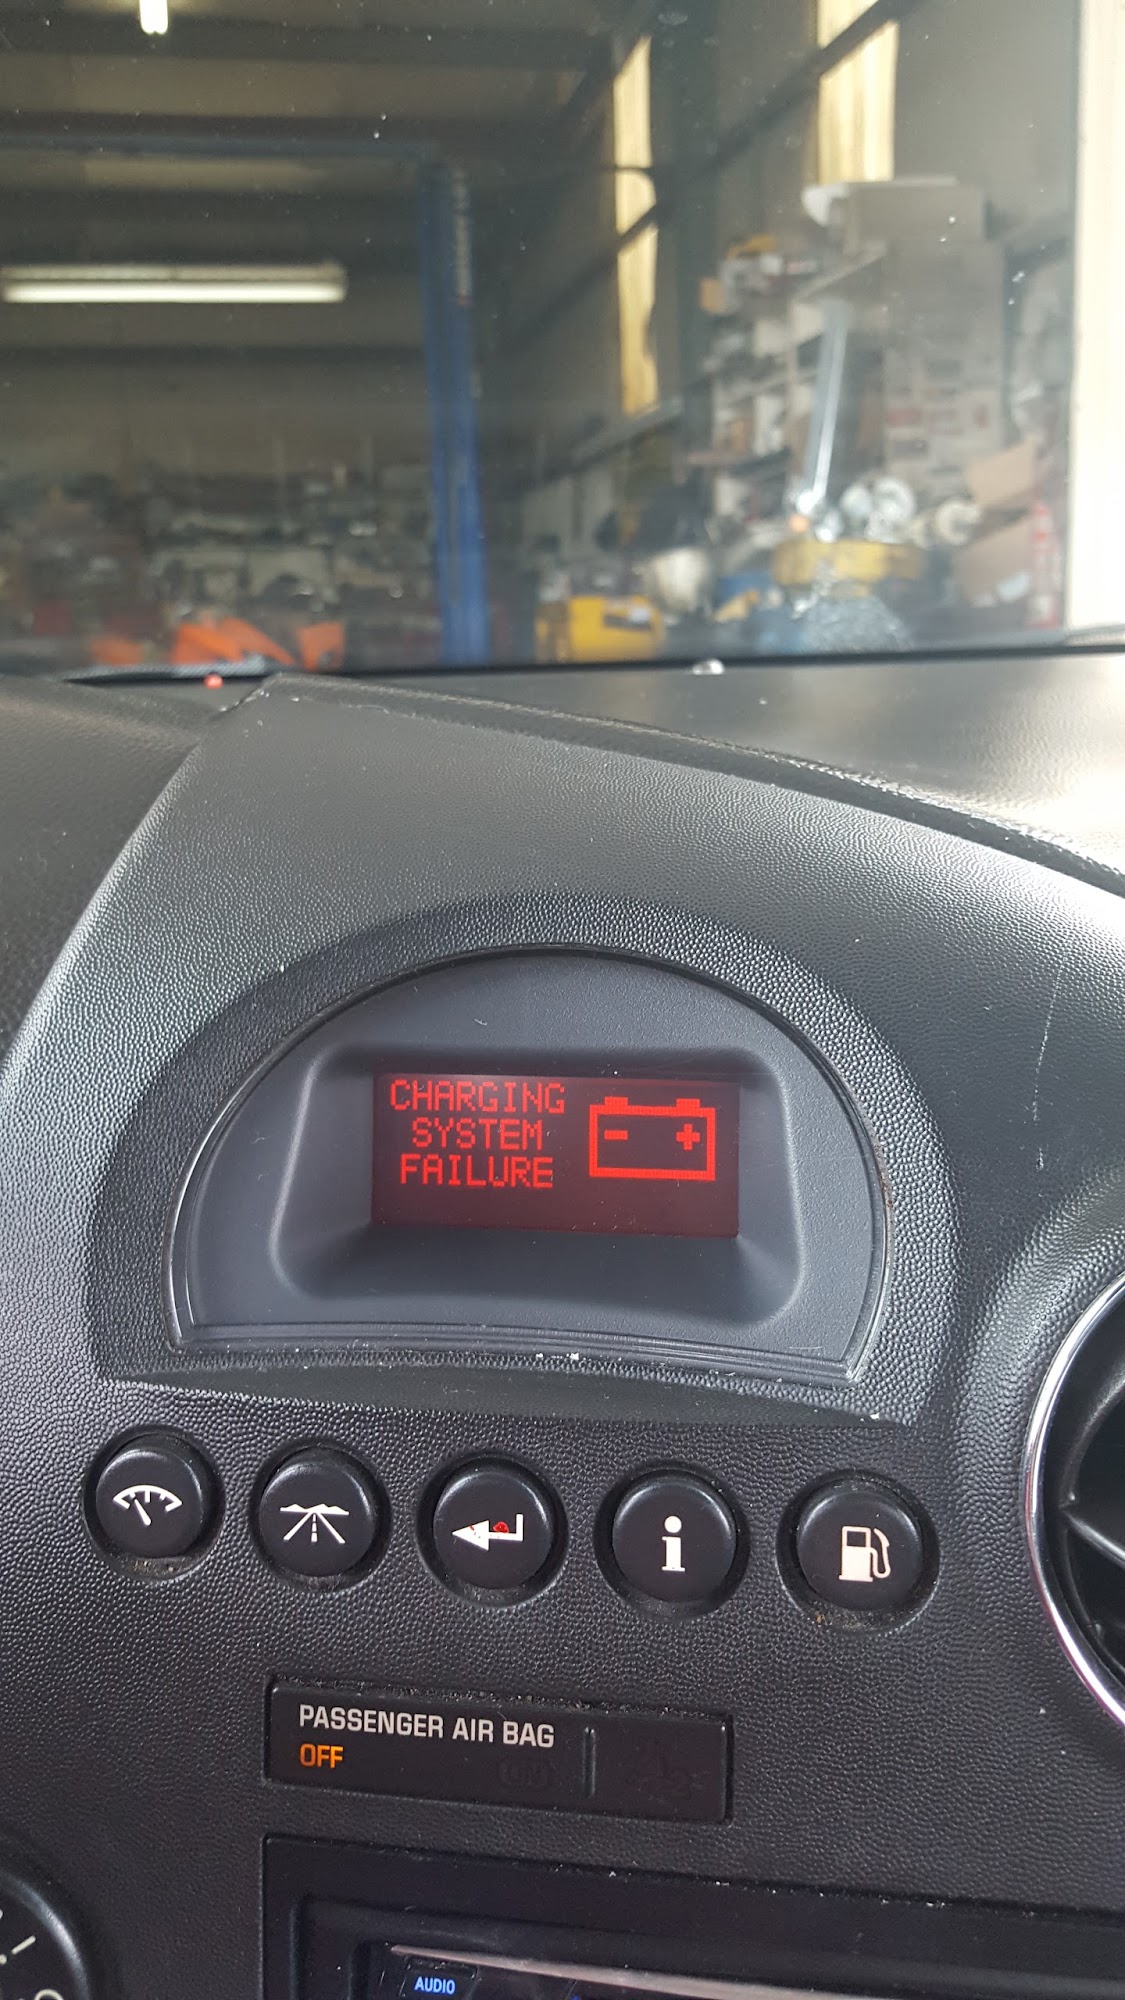 CHARGING
SYSTEM
FAILURE
PASSENGER AIR BAG
OFF
AUDIO